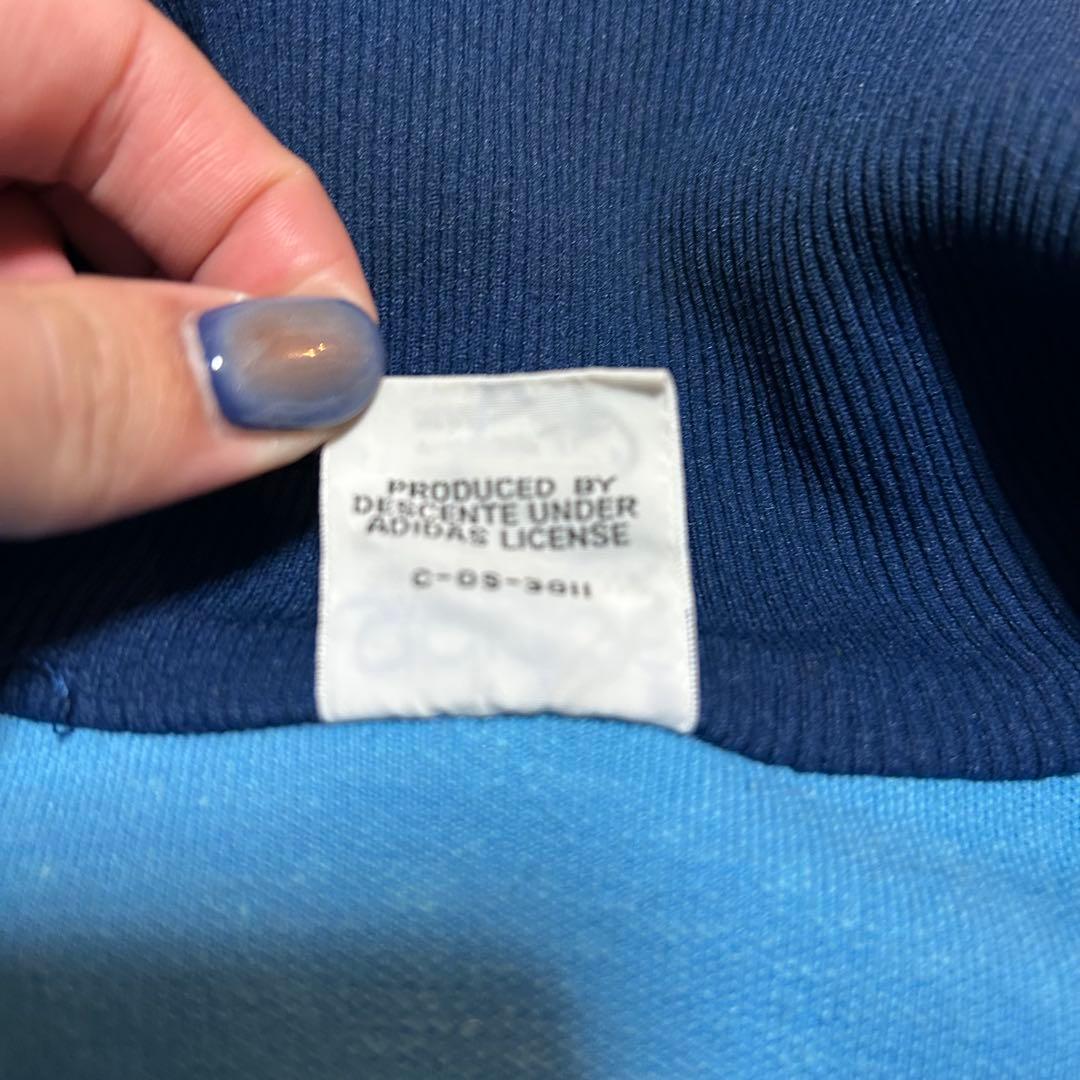 PRODUCED BY
DESCENTE UNDER
ADIDAS LICENSE
C-DS-3011